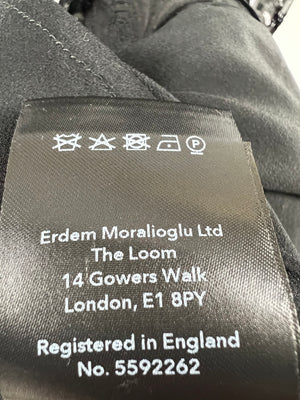 Erdem Moralioglu Ltd
The Loom
14 Gowers Walk
London, E1 8PY
Registered in England
No. 5592262